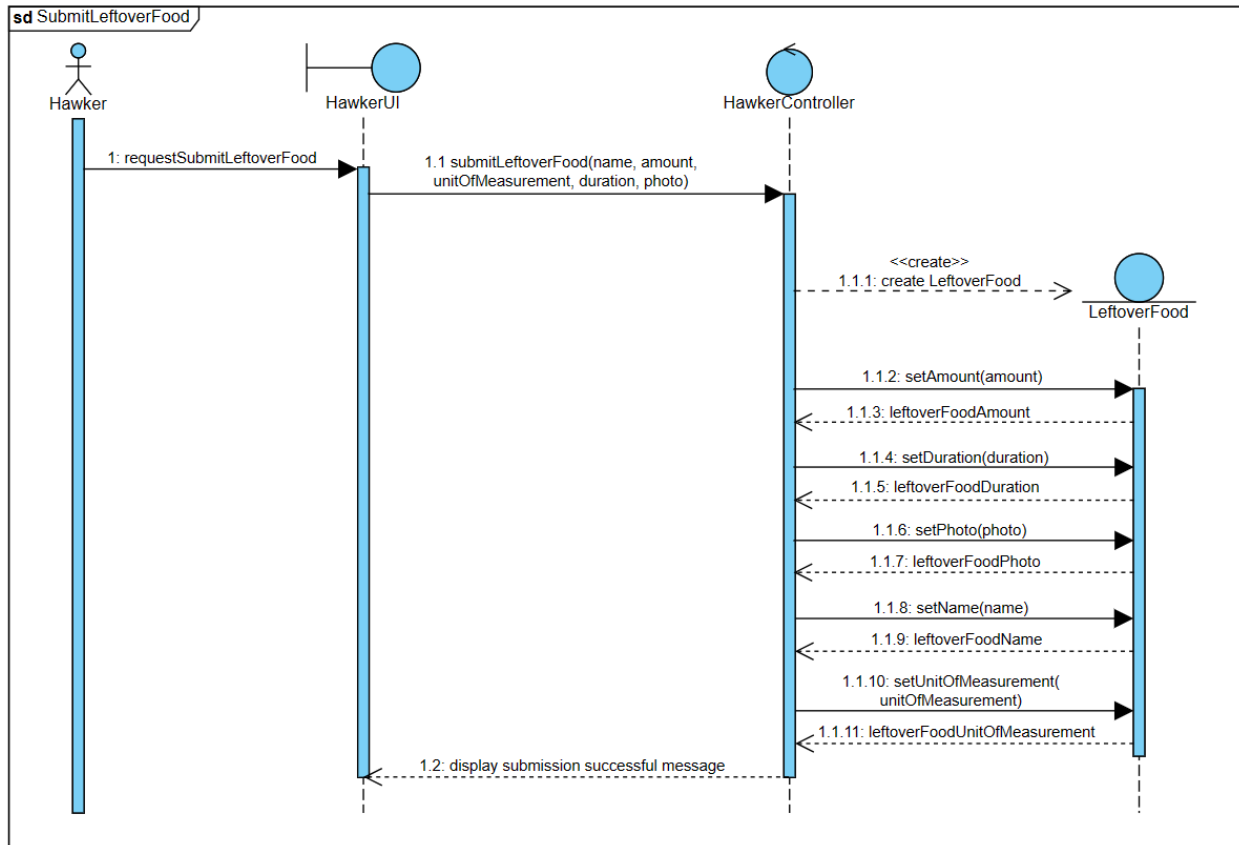 sd SubmitLeftoverFood
Hawker
HawkerUI
HawkerController
1: requestSubmitLeftoverFood
1.1 submitLeftoverFood(name, amount,
unitOfMeasurement, duration, photo)
<<create>>
1.1.1: create LeftoverFood
LeftoverFood
1.1.2: setAmount(amount)
1.1.3: leftoverFoodAmount
1.1.4: setDuration(duration)
1.1.5: leftoverFoodDuration
1.1.6: setPhoto(photo)
1.1.7: leftoverFoodPhoto
1.1.8: setName(name)
1.1.9: leftoverFoodName
1.1.10: setUnitOfMeasurement(
unitOfMeasurement)
1.1.11: leftoverFoodUnitOfMeasurement
1.2: display submission successful message